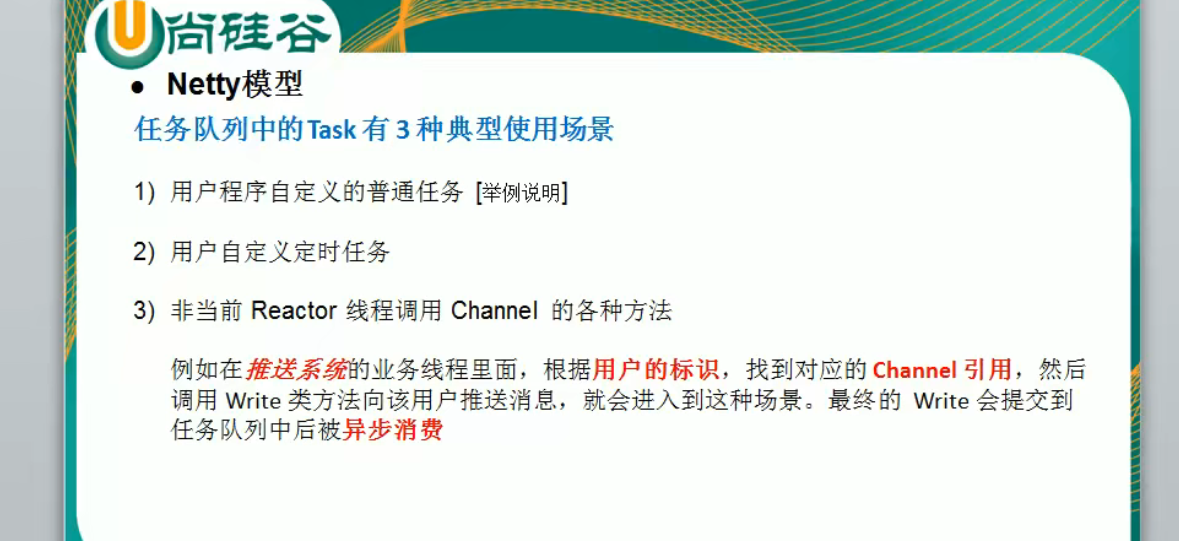 尚硅谷
● Netty模型
任务队列中的Task 有 3 种典型使用场景
1) 用户程序自定义的普通任务 [举例说明]
2) 用户自定义定时任务
3) 非当前 Reactor 线程调用 Channel 的各种方法
例如在推送系统的业务线程里面，根据用户的标识，找到对应的 Channel 引用，然后
调用 Write 类方法向该用户推送消息，就会进入到这种场景。最终的 Write 会提交到
任务队列中后被异步消费